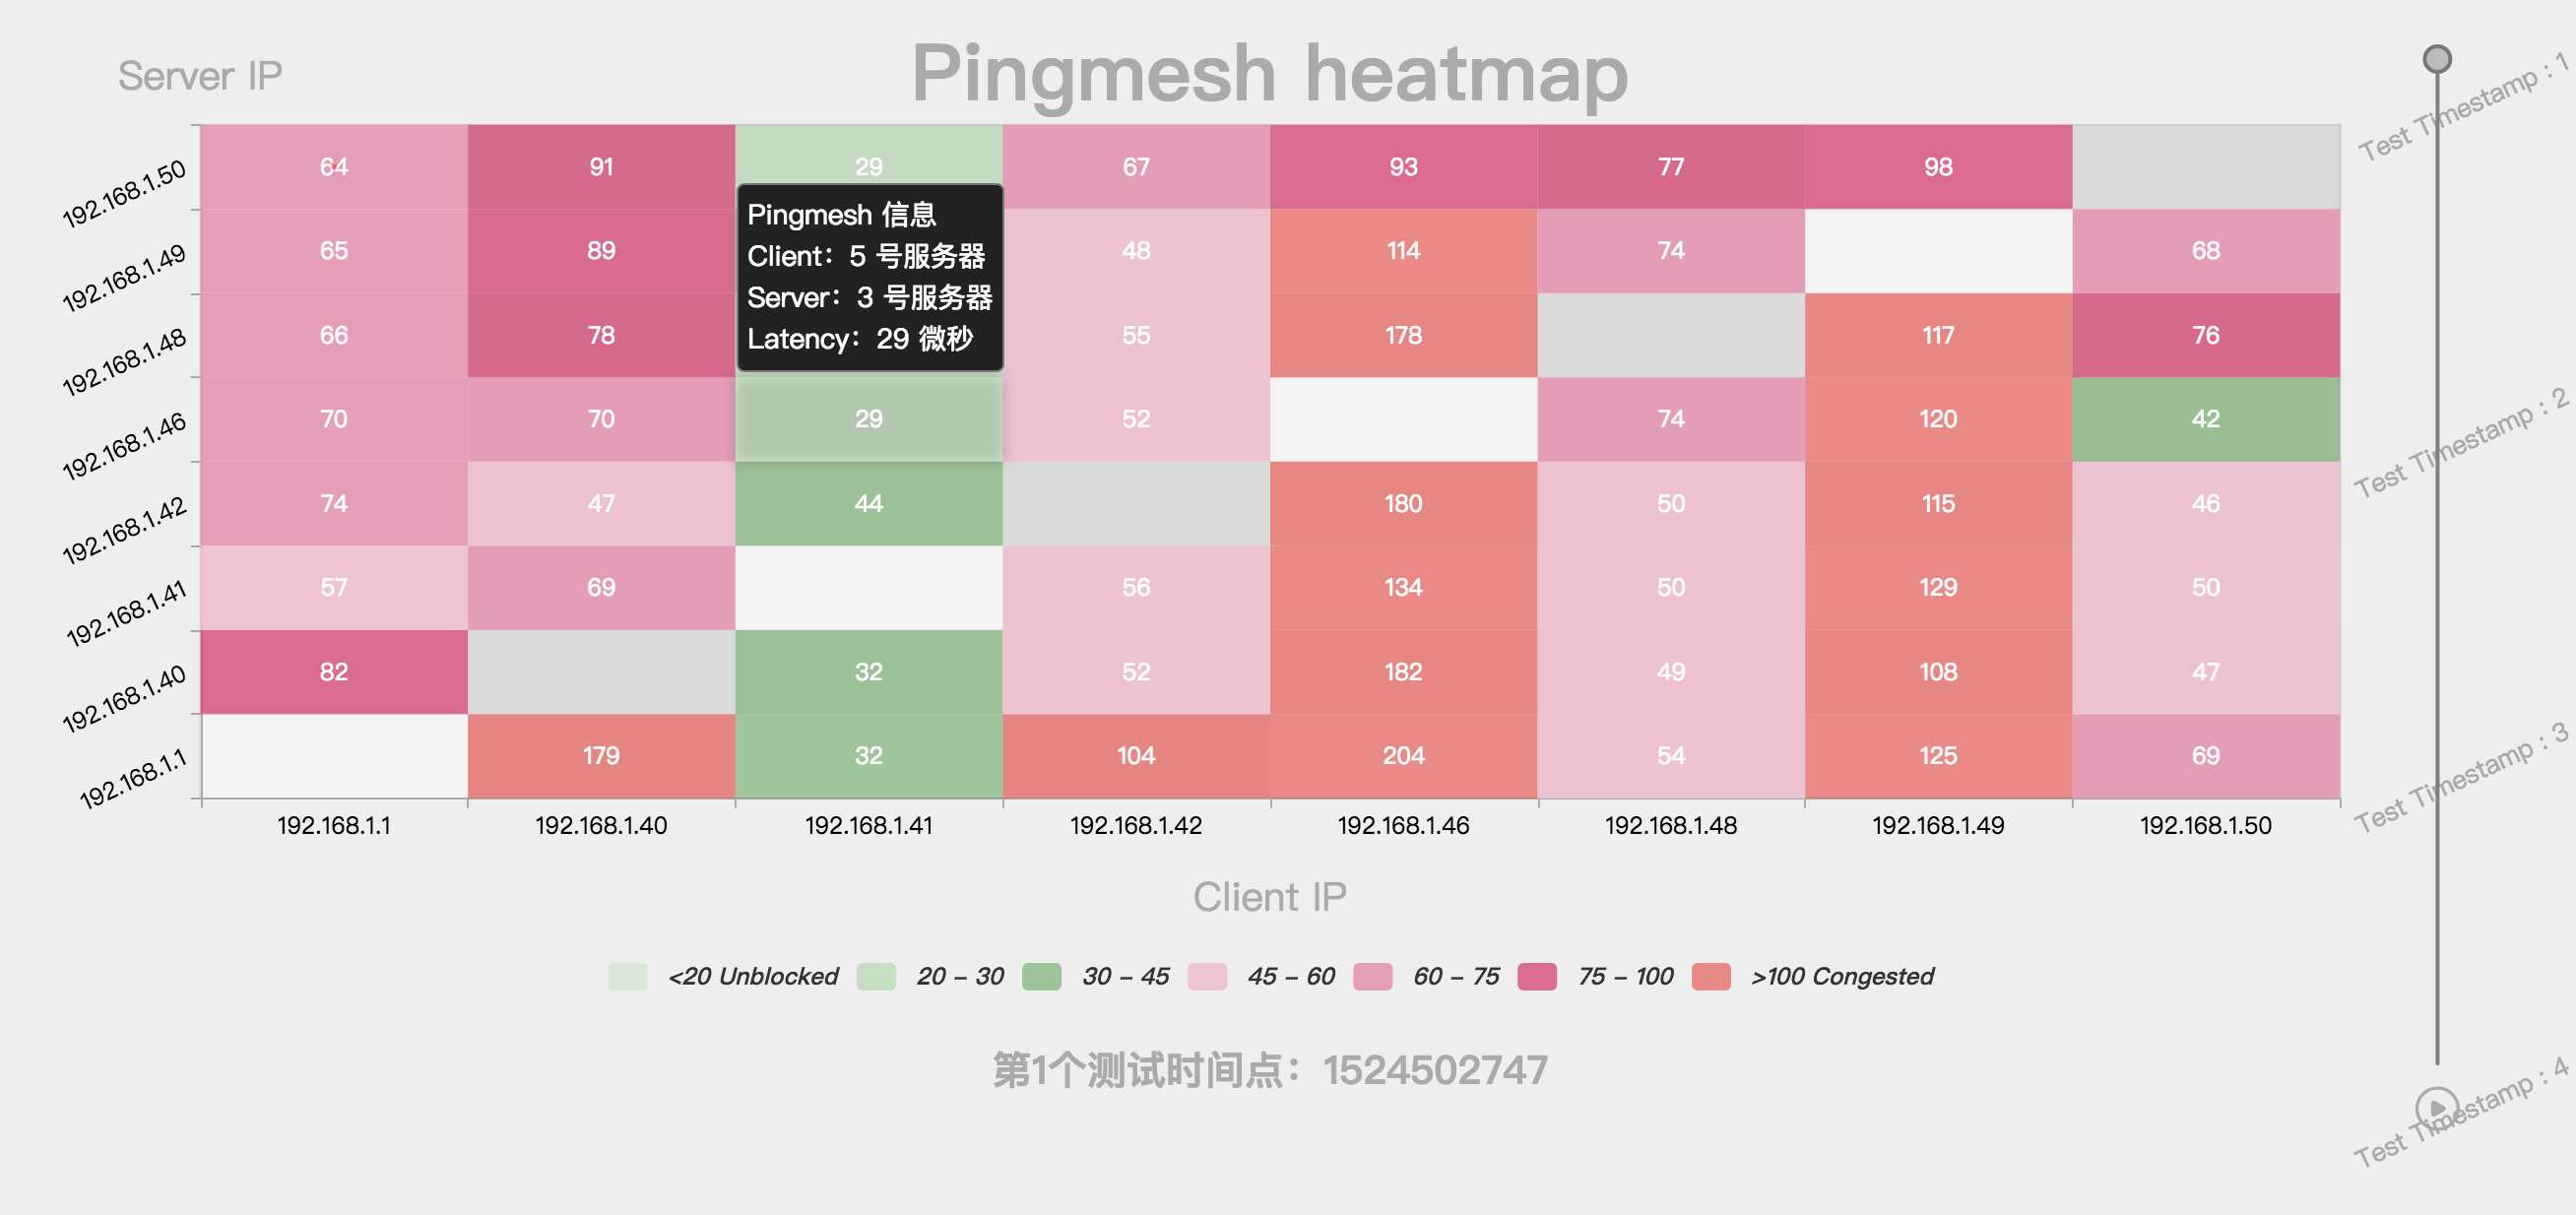 Pingmesh heatmap
Server IP
192.168.1.50 64 91 29 67 93 77 98
192.168.1.49 65 89 48 114 74 68
192.168.1.48 66 78 55 178 117 76
192.168.1.46 70 70 29 52 74 120 42
192.168.1.42 74 47 44 180 50 115 46
192.168.1.41 57 69 56 134 50 129 50
192.168.1.40 82 32 52 182 49 108 47
192.168.1.1 179 32 104 204 54 125 69
Pingmesh 信息
Client：5 号服务器
Server：3 号服务器
Latency：29 微秒
192.168.1.1 192.168.1.40 192.168.1.41 192.168.1.42 192.168.1.46 192.168.1.48 192.168.1.49 192.168.1.50
Client IP
<20 Unblocked 20 – 30 30 – 45 45 – 60 60 – 75 75 – 100 >100 Congested
第1个测试时间点：1524502747
Test Timestamp : 1
Test Timestamp : 2
Test Timestamp : 3
Test Timestamp : 4